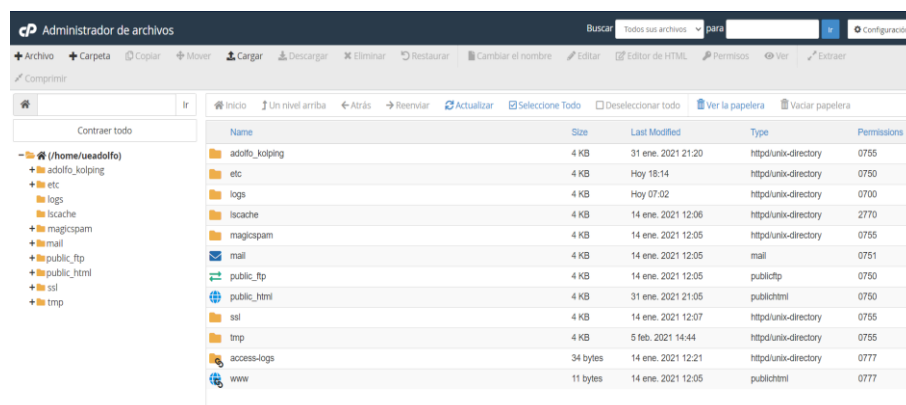 cP Administrador de archivos Buscar Todos sus archivos para Ir Configuració
Archivo Carpeta Copiar Mover Cargar Descargar Eliminar Restaurar Cambiar el nombre Editar Editor de HTML Permisos Ver Extraer
Comprimir
Ir Inicio Un nivel arriba Atrás Reenviar Actualizar Seleccione Todo Deseleccionar todo Ver la papelera Vaciar papelera
Contraer todo
(/home/ueadolfo)
adolfo_kolping
etc
logs
lscache
magicspam
mail
public_ftp
public_html
ssl
tmp
Name Size Last Modified Type Permissions
adolfo_kolping 4 KB 31 ene. 2021 21:20 httpd/unix-directory 0755
etc 4 KB Hoy 18:14 httpd/unix-directory 0750
logs 4 KB Hoy 07:02 httpd/unix-directory 0700
lscache 4 KB 14 ene. 2021 12:06 httpd/unix-directory 2770
magicspam 4 KB 14 ene. 2021 12:05 httpd/unix-directory 0755
mail 4 KB 14 ene. 2021 12:05 mail 0751
public_ftp 4 KB 14 ene. 2021 12:05 publicftp 0750
public_html 4 KB 31 ene. 2021 21:05 publichtml 0750
ssl 4 KB 14 ene. 2021 12:07 httpd/unix-directory 0755
tmp 4 KB 5 feb. 2021 14:44 httpd/unix-directory 0755
access-logs 34 bytes 14 ene. 2021 12:21 httpd/unix-directory 0777
www 11 bytes 14 ene. 2021 12:05 publichtml 0777